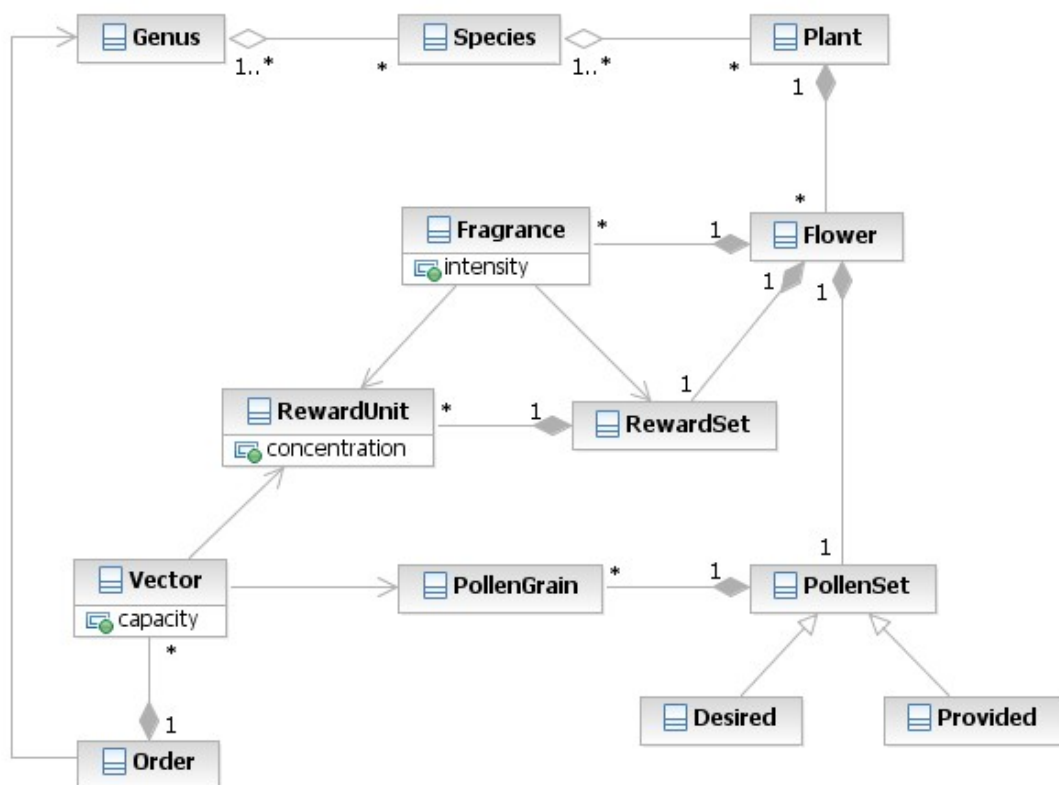 Genus
Species
Plant
1..*
*
1..*
*
1
*
Fragrance
*
1
Flower
intensity
1
1
1
RewardUnit
*
1
RewardSet
concentration
1
Vector
PollenGrain
*
1
PollenSet
capacity
*
Desired
Provided
1
Order